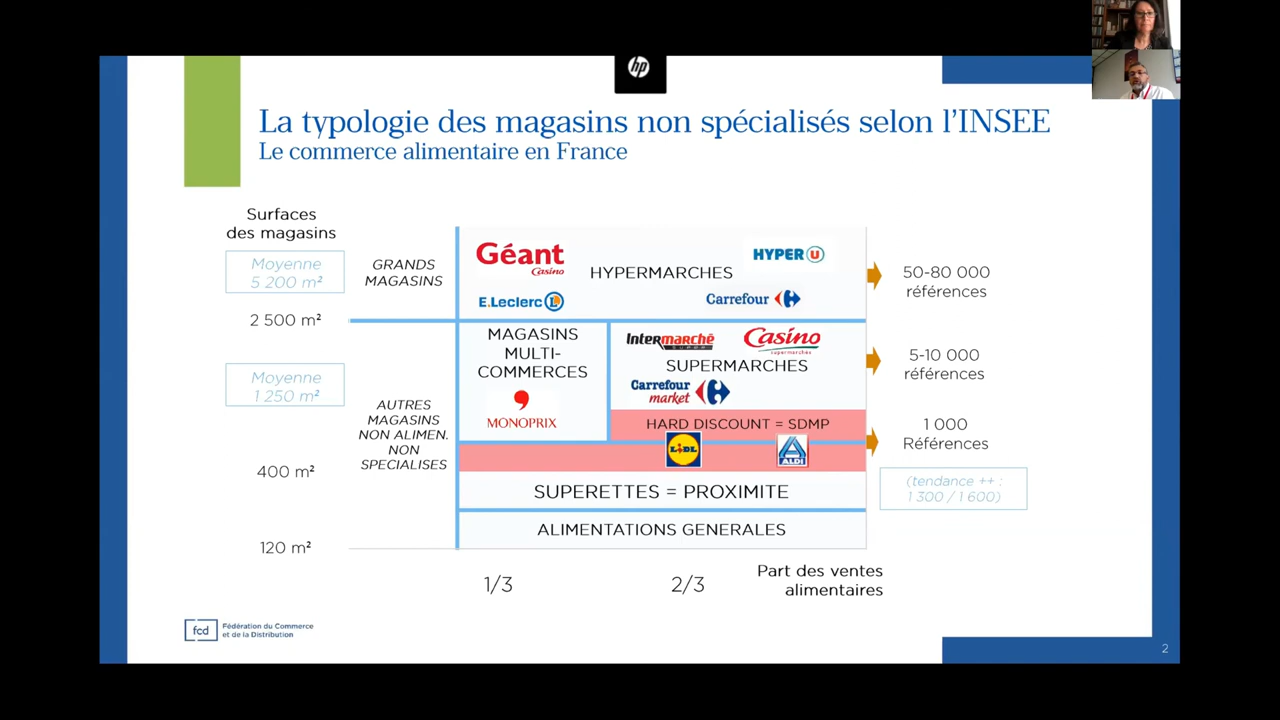 hp
La typologie des magasins non spécialisés selon l'INSEE
Le commerce alimentaire en France
Surfaces
des magasins
Moyenne
5 200 m²
2 500 m²
Moyenne
1 250 m²
400 m²
120 m²
GRANDS
MAGASINS
AUTRES
MAGASINS
NON ALIMEN.
NON
SPECIALISES
Géant
Casino
HYPER U
HYPERMARCHES
E.Leclerc L
Carrefour
MAGASINS
MULTI-
COMMERCES
MONOPRIX
Intermarché
SUPER
Casino
supermarchés
SUPERMARCHES
Carrefour
market
HARD DISCOUNT = SDMP
LIDL
ALDI
SUPERETTES = PROXIMITE
ALIMENTATIONS GENERALES
50-80 000
références
5-10 000
références
1 000
Références
(tendance ++ :
1 300 / 1 600)
1/3
2/3
Part des ventes
alimentaires
fcd
Fédération du Commerce
et de la Distribution
2